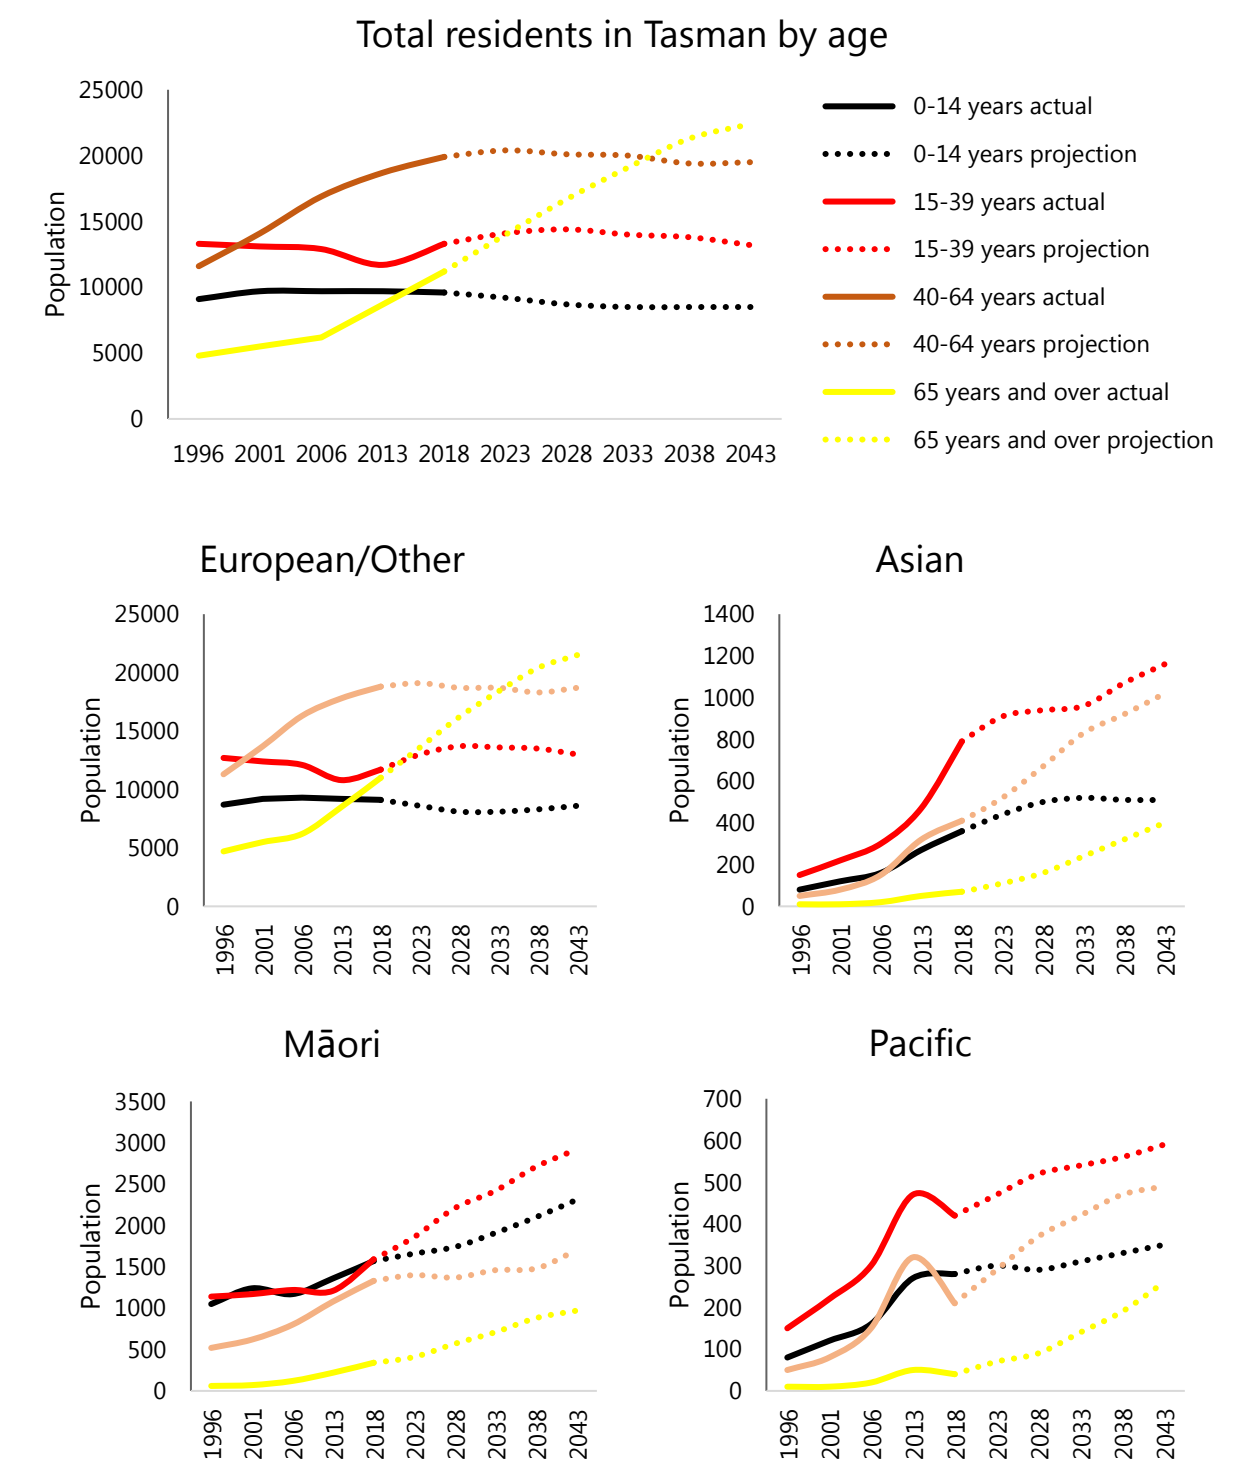 Total residents in Tasman by age
25000
20000
15000
10000
5000
0
Population
1996 2001 2006 2013 2018 2023 2028 2033 2038 2043
0-14 years actual
0-14 years projection
15-39 years actual
15-39 years projection
40-64 years actual
40-64 years projection
65 years and over actual
65 years and over projection
European/Other
25000
20000
15000
10000
5000
0
Population
1996 2001 2006 2013 2018 2023 2028 2033 2038 2043
Asian
1400
1200
1000
800
600
400
200
0
Population
1996 2001 2006 2013 2018 2023 2028 2033 2038 2043
Māori
3500
3000
2500
2000
1500
1000
500
0
Population
1996 2001 2006 2013 2018 2023 2028 2033 2038 2043
Pacific
700
600
500
400
300
200
100
0
Population
1996 2001 2006 2013 2018 2023 2028 2033 2038 2043